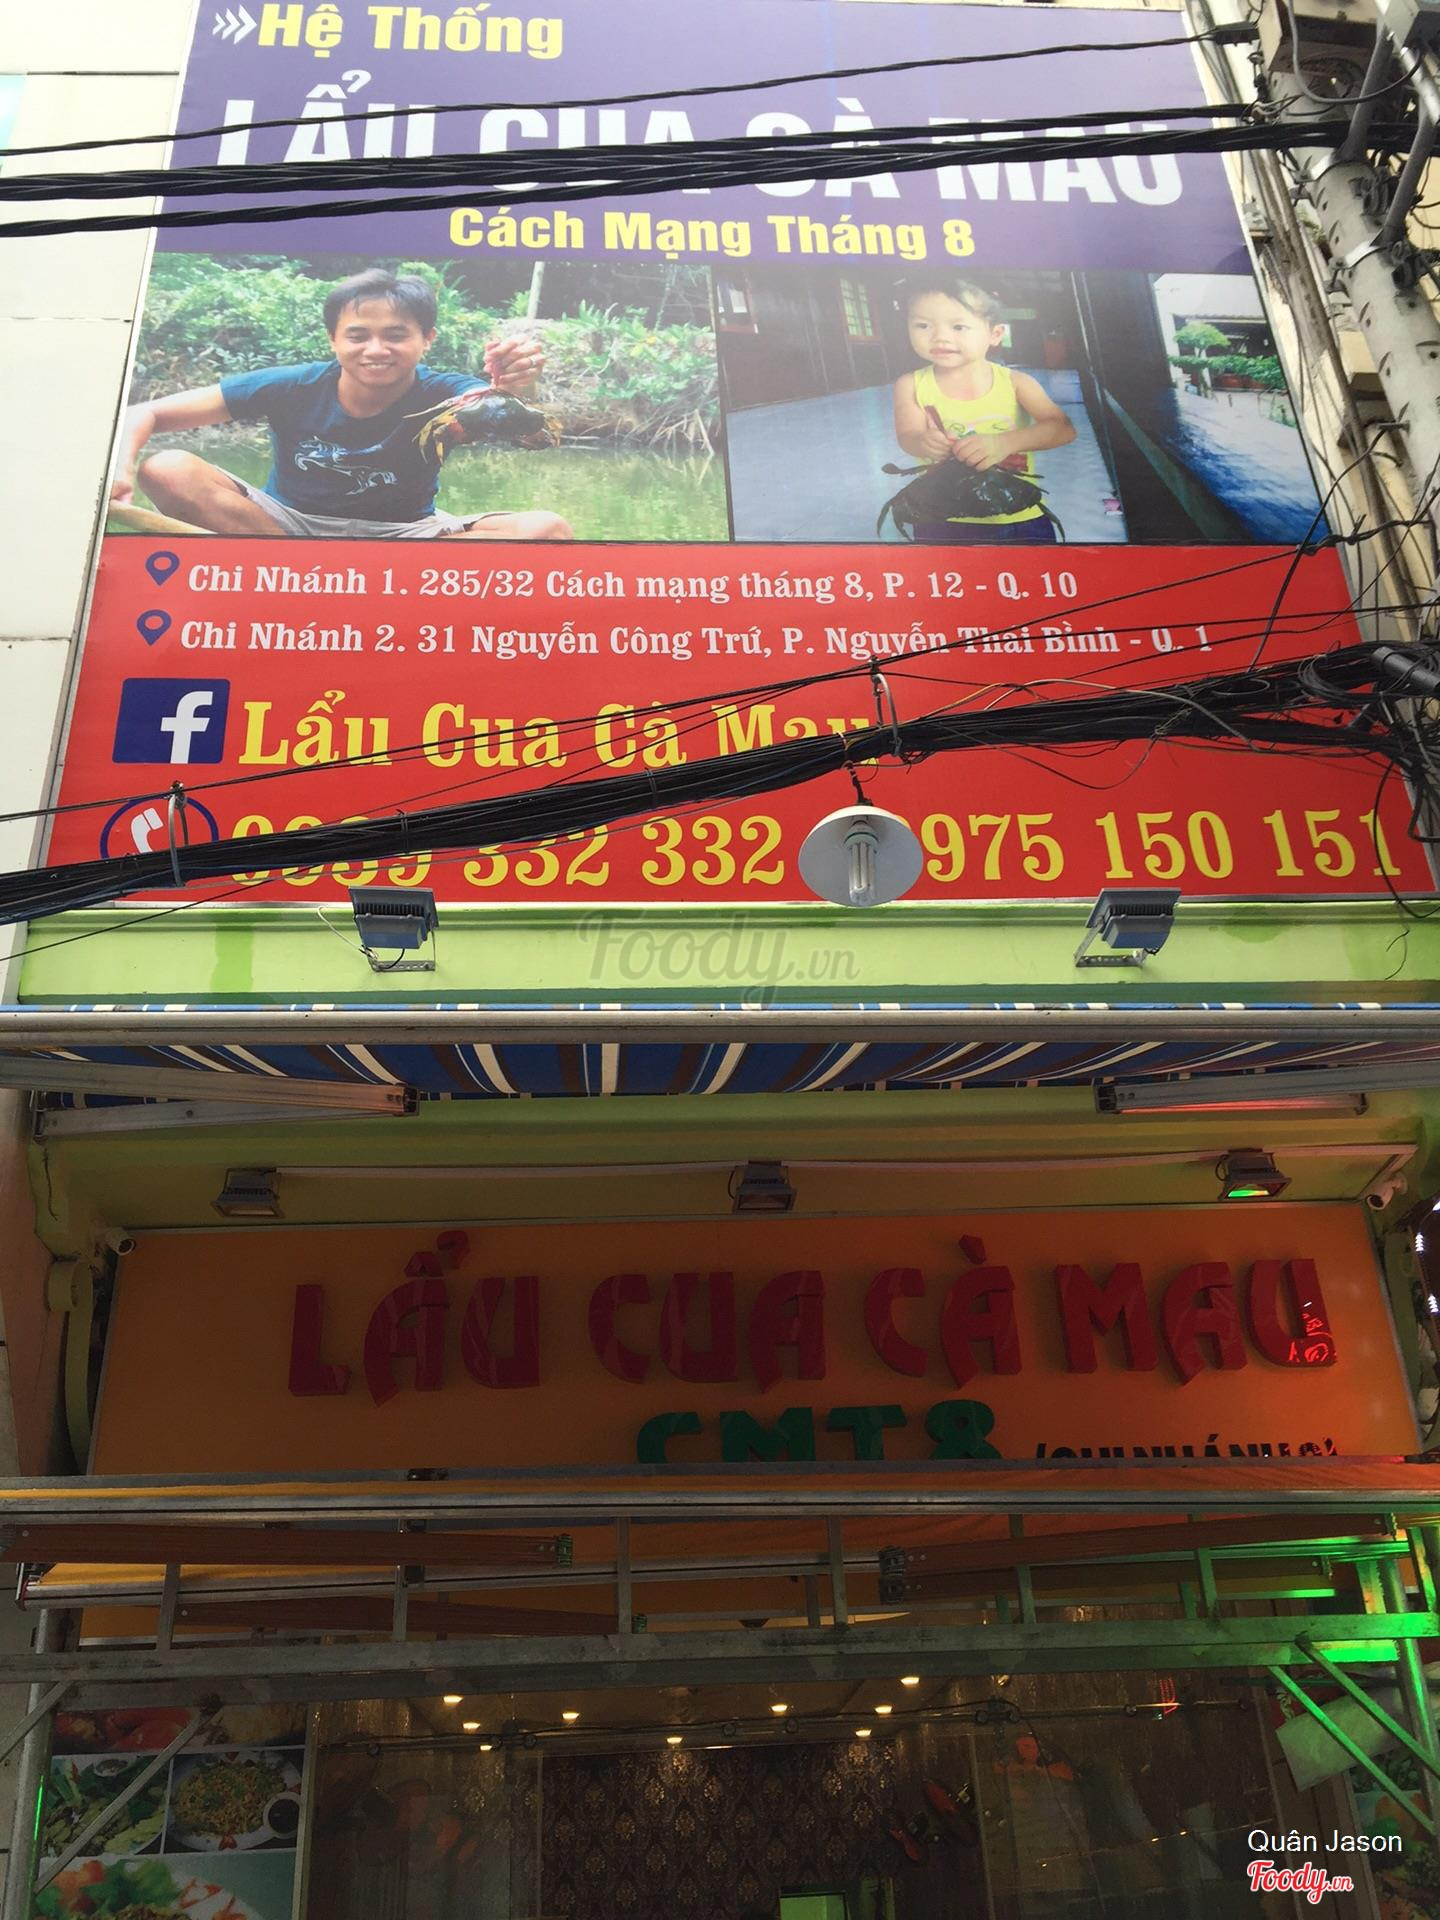 Hệ Thống
LẨU CUA CÀ MAU
Cách Mạng Tháng 8
Chi Nhánh 1. 285/32 Cách mạng tháng 8, P. 12 - Q. 10
Chi Nhánh 2. 31 Nguyễn Công Trứ, P. Nguyễn Thái Bình - Q. 1
f Lẩu Cua Cà Mau
0939 332 332
0975 150 151
Foody.vn
LẨU CUA CÀ MAU
CMT8
Quân Jason
Foody.vn